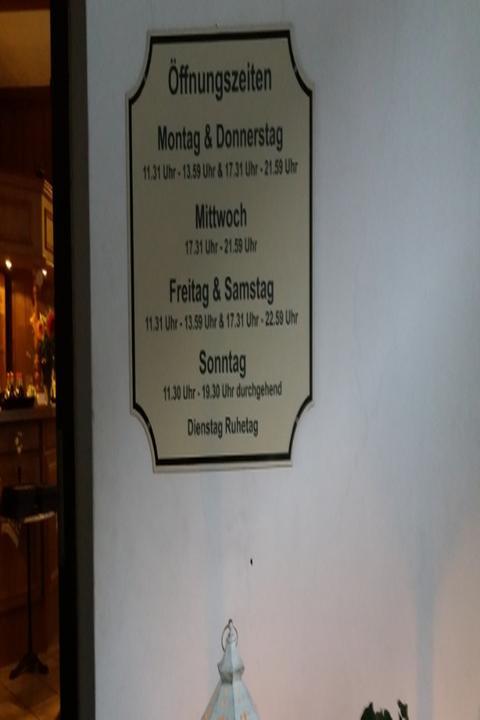 Öffnungszeiten
Montag & Donnerstag
11.31 Uhr - 13.59 Uhr & 17.31 Uhr - 21.59 Uhr
Mittwoch
17.31 Uhr - 21.59 Uhr
Freitag & Samstag
11.31 Uhr - 13.59 Uhr & 17.31 Uhr - 22.59 Uhr
Sonntag
11.30 Uhr - 19.30 Uhr durchgehend
Dienstag Ruhetag